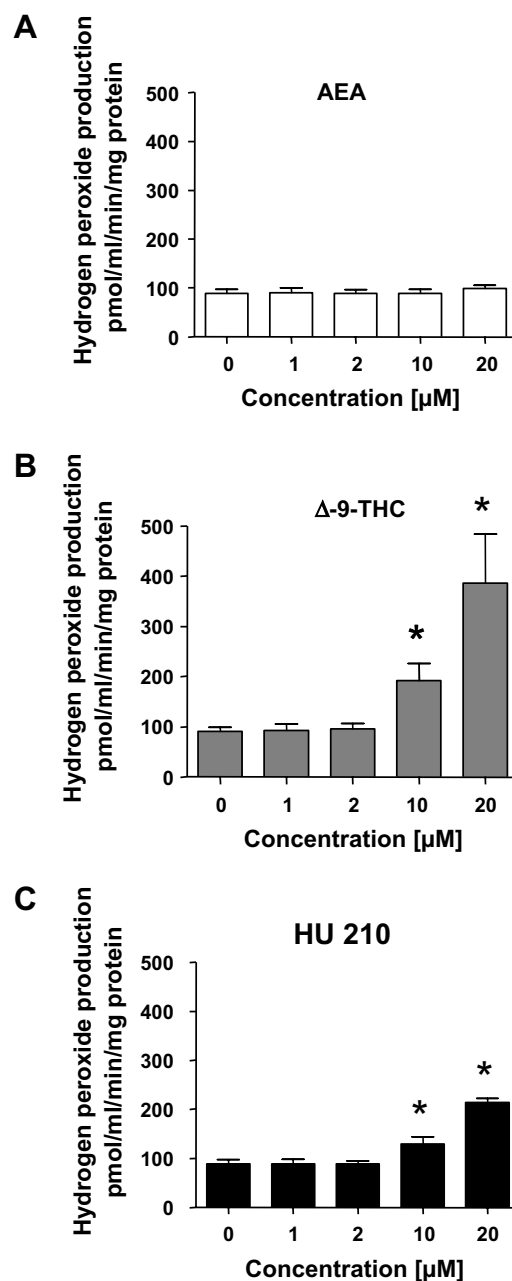 A
Hydrogen peroxide production
pmol/ml/min/mg protein
AEA
500
400
300
200
100
0
0 1 2 10 20
Concentration [µM]
B
Hydrogen peroxide production
pmol/ml/min/mg protein
Δ-9-THC
500
400
300
200
100
0
*
*
0 1 2 10 20
Concentration [µM]
C
Hydrogen peroxide production
pmol/ml/min/mg protein
HU 210
500
400
300
200
100
0
*
*
0 1 2 10 20
Concentration [µM]